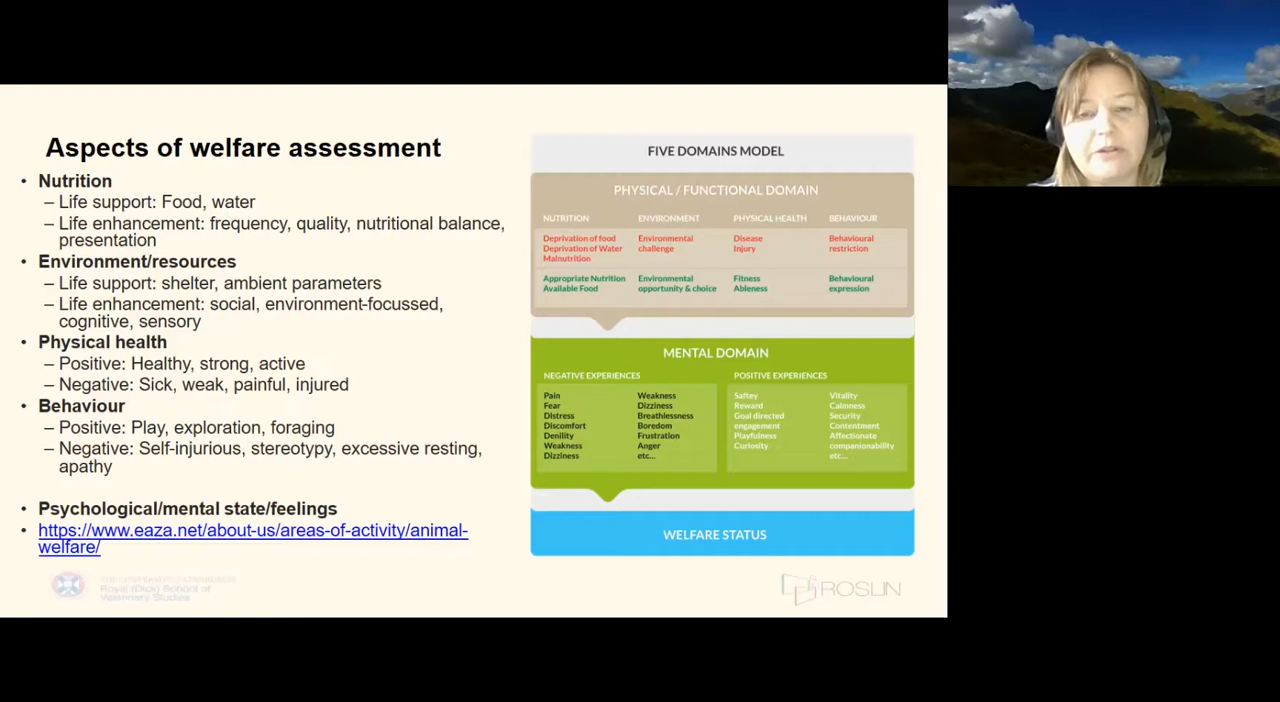 Aspects of welfare assessment
• Nutrition
– Life support: Food, water
– Life enhancement: frequency, quality, nutritional balance,
presentation
• Environment/resources
– Life support: shelter, ambient parameters
– Life enhancement: social, environment-focussed,
cognitive, sensory
• Physical health
– Positive: Healthy, strong, active
– Negative: Sick, weak, painful, injured
• Behaviour
– Positive: Play, exploration, foraging
– Negative: Self-injurious, stereotypy, excessive resting,
apathy
• Psychological/mental state/feelings
• https://www.eaza.net/about-us/areas-of-activity/animal-
welfare/
Royal (Dick) School of
Veterinary Studies
FIVE DOMAINS MODEL
PHYSICAL / FUNCTIONAL DOMAIN
NUTRITION
Deprivation of food
Deprivation of Water
Malnutrition
Appropriate Nutrition
Available Food
ENVIRONMENT
Environmental
challenge
Environmental
opportunity & choice
PHYSICAL HEALTH
Disease
Injury
Fitness
Ableness
BEHAVIOUR
Behavioural
restriction
Behavioural
expression
MENTAL DOMAIN
NEGATIVE EXPERIENCES
Pain
Fear
Distress
Discomfort
Denility
Weakness
Dizziness
Weakness
Dizziness
Breathlessness
Boredom
Frustration
Anger
etc...
POSITIVE EXPERIENCES
Saftey
Reward
Goal directed
engagement
Playfulness
Curiosity
Vitality
Calmness
Security
Contentment
Affectionate
companionability
etc...
WELFARE STATUS
ROSLIN